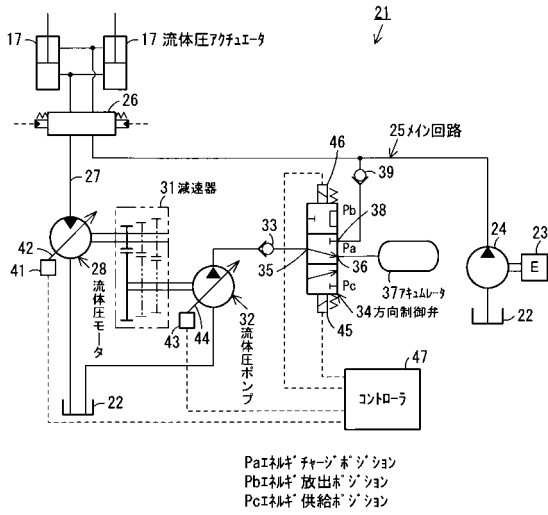 21
17
17 流体圧アクチュエータ
26
46
25メイン回路
27
39
31減速器
Pb
38
24
23
E
33
Pa
42
35
36
41
28
流体圧モータ
37アキュムレータ
Pc
34方向制御弁
22
43
44
32
流体圧ポンプ
45
47
コントローラ
22
Paエネルギチャージポジション
Pbエネルギ放出ポジション
Pcエネルギ供給ポジション